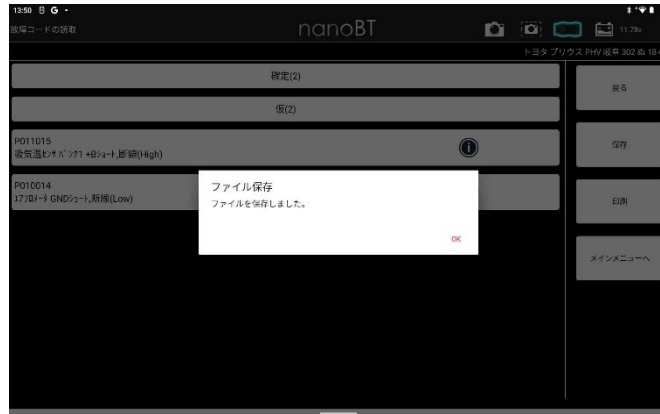 13:50 G
故障コードの読取
nanoBT
11.78v
トヨタ プリウス PHV 岐阜 302 ぬ 18-
確定(2)
仮(2)
P011015
吸気温センサ バンク1 +Bショート,断線(High)
P010014
エアフロメータ GNDショート,断線(Low)
ファイル保存
ファイルを保存しました。
OK
戻る
保存
印刷
メインメニューへ